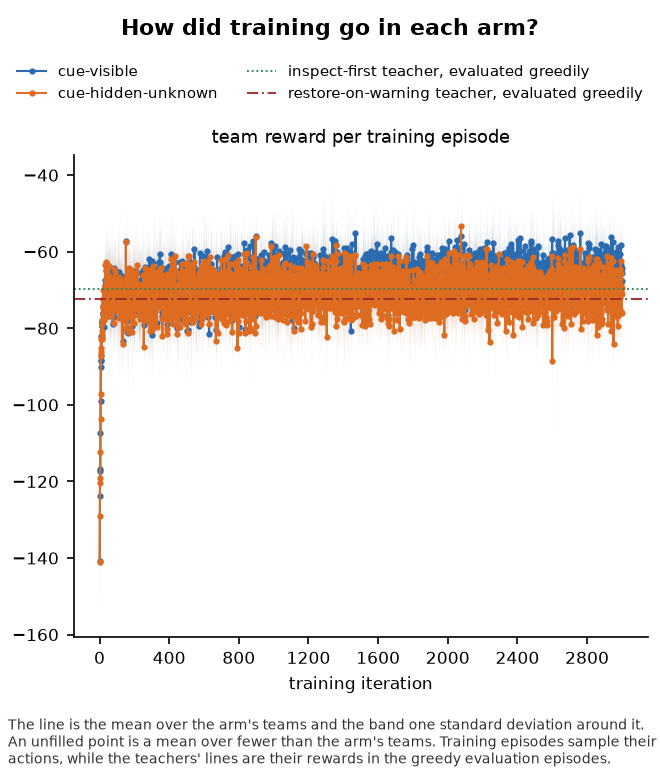 How did training go in each arm?
cue-visible
cue-hidden-unknown
inspect-first teacher, evaluated greedily
restore-on-warning teacher, evaluated greedily
team reward per training episode
−40
−60
−80
−100
−120
−140
−160
0 400 800 1200 1600 2000 2400 2800
training iteration
The line is the mean over the arm's teams and the band one standard deviation around it.
An unfilled point is a mean over fewer than the arm's teams. Training episodes sample their
actions, while the teachers' lines are their rewards in the greedy evaluation episodes.